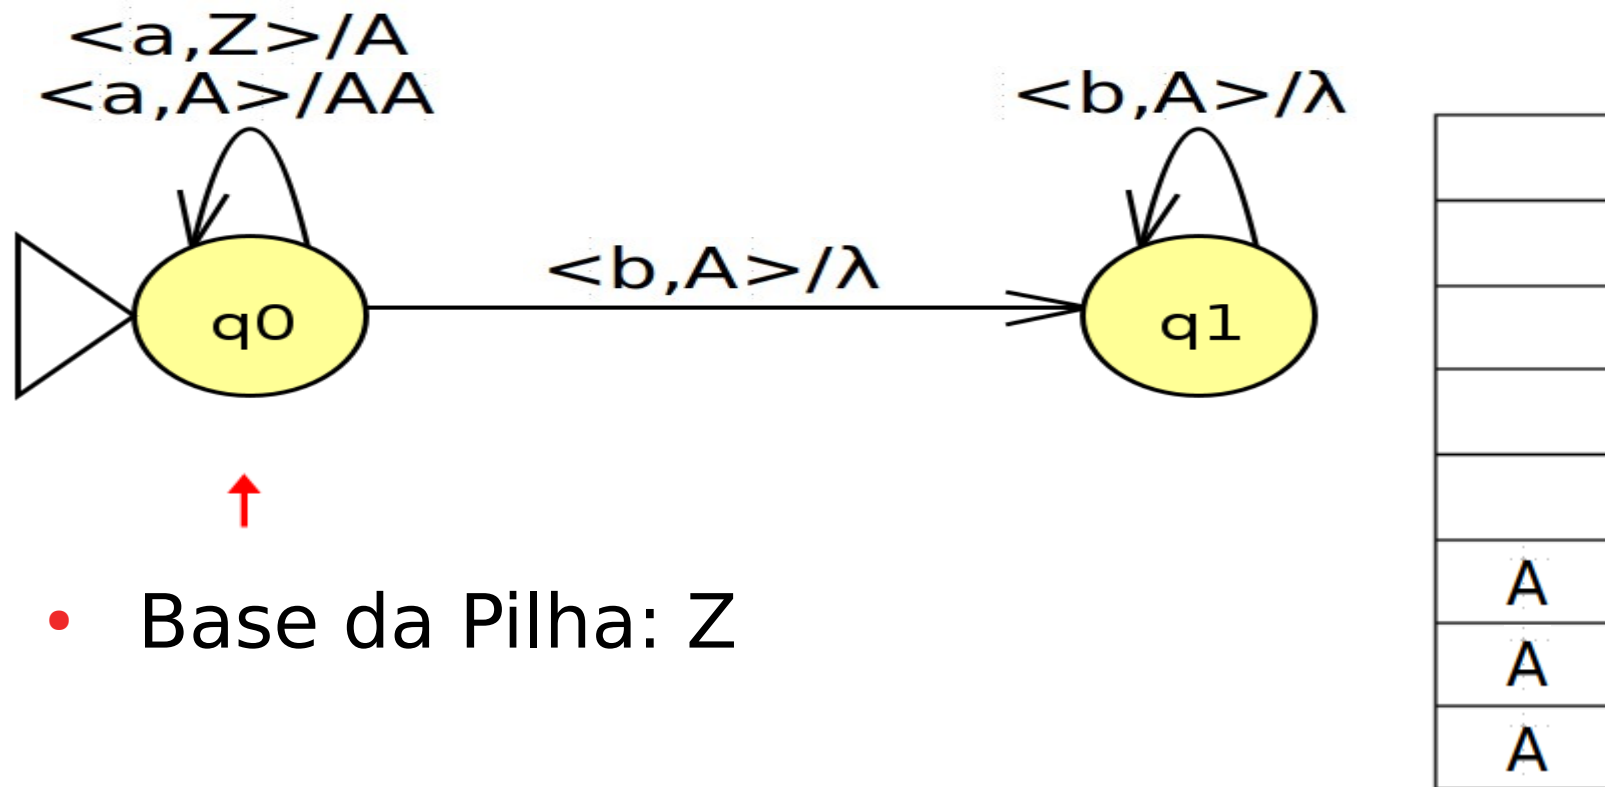 <a,Z>/A
<a,A>/AA
<b,A>/λ
<b,A>/λ
q0
q1
• Base da Pilha: Z
A
A
A